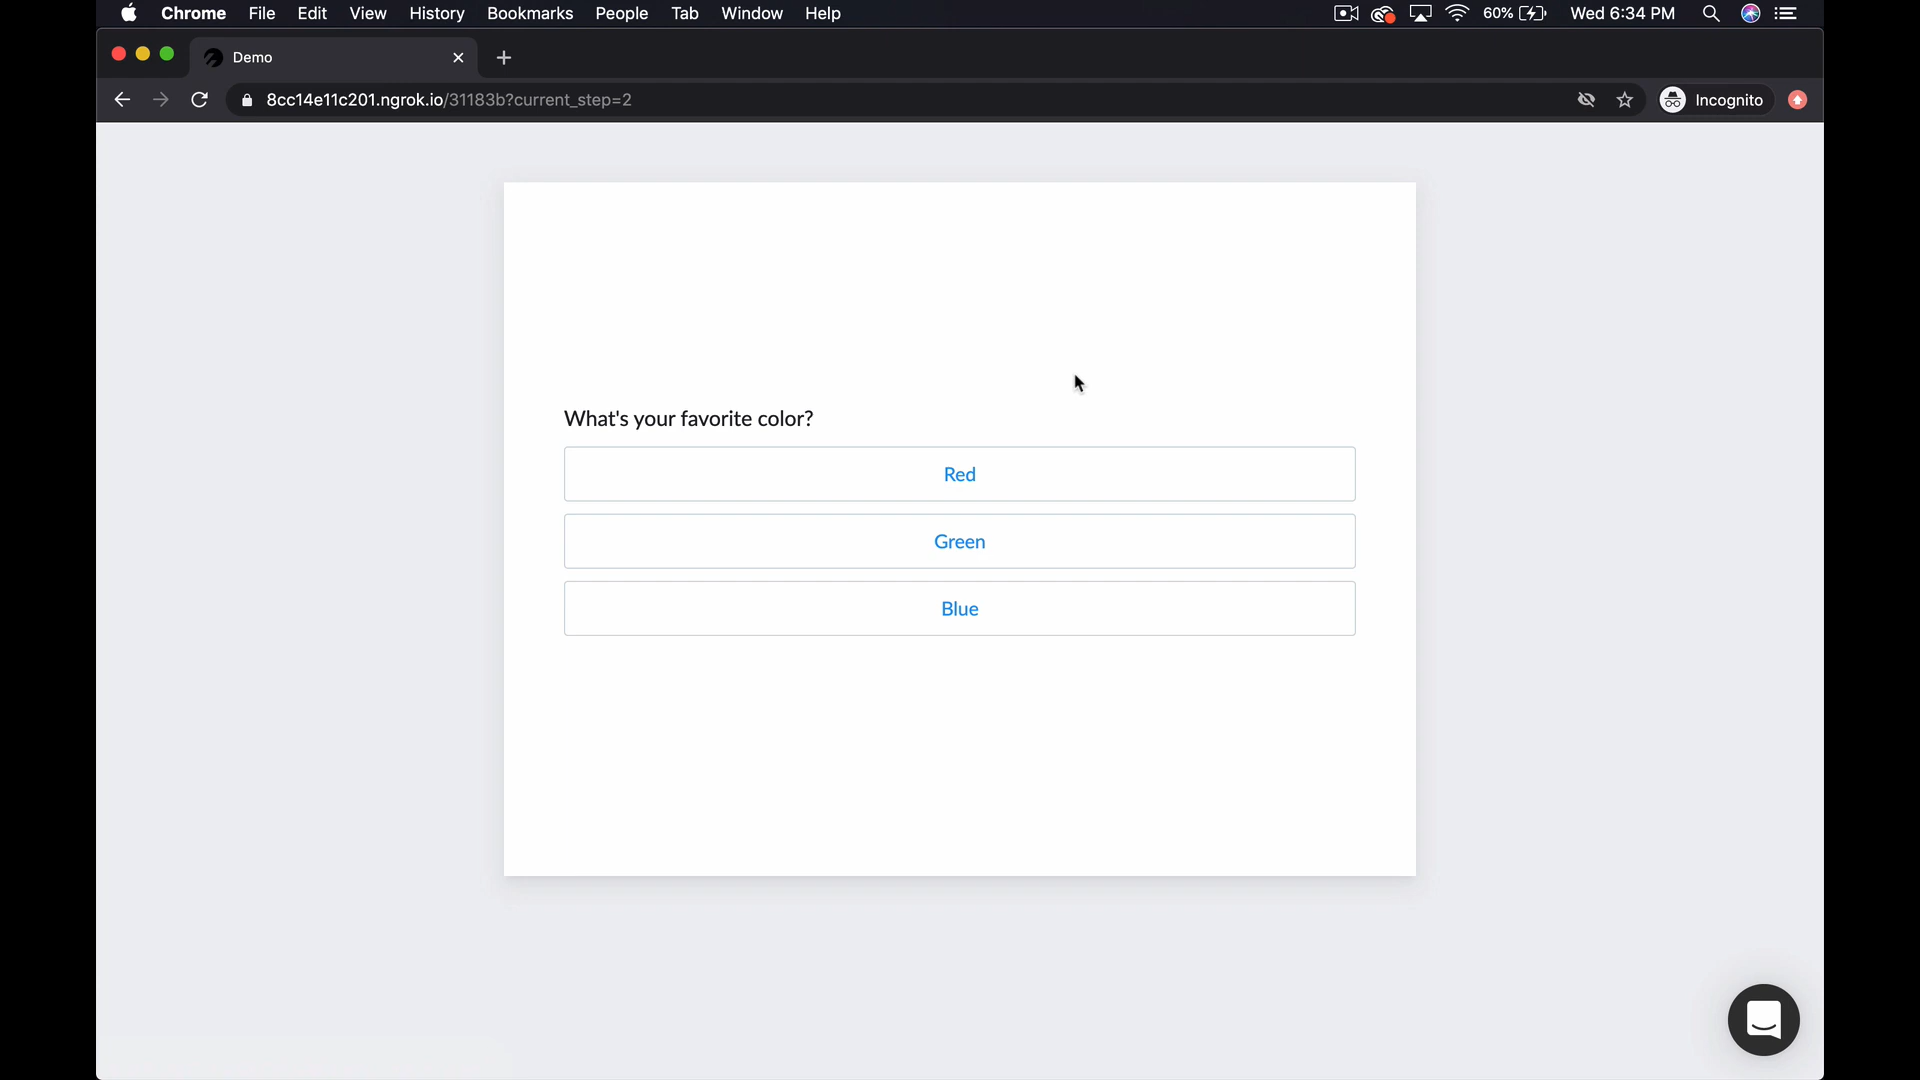 Chrome File Edit View History Bookmarks People Tab Window Help 60% Wed 6:34 PM
Demo
8cc14e11c201.ngrok.io/31183b?current_step=2 Incognito
What's your favorite color?
Red
Green
Blue